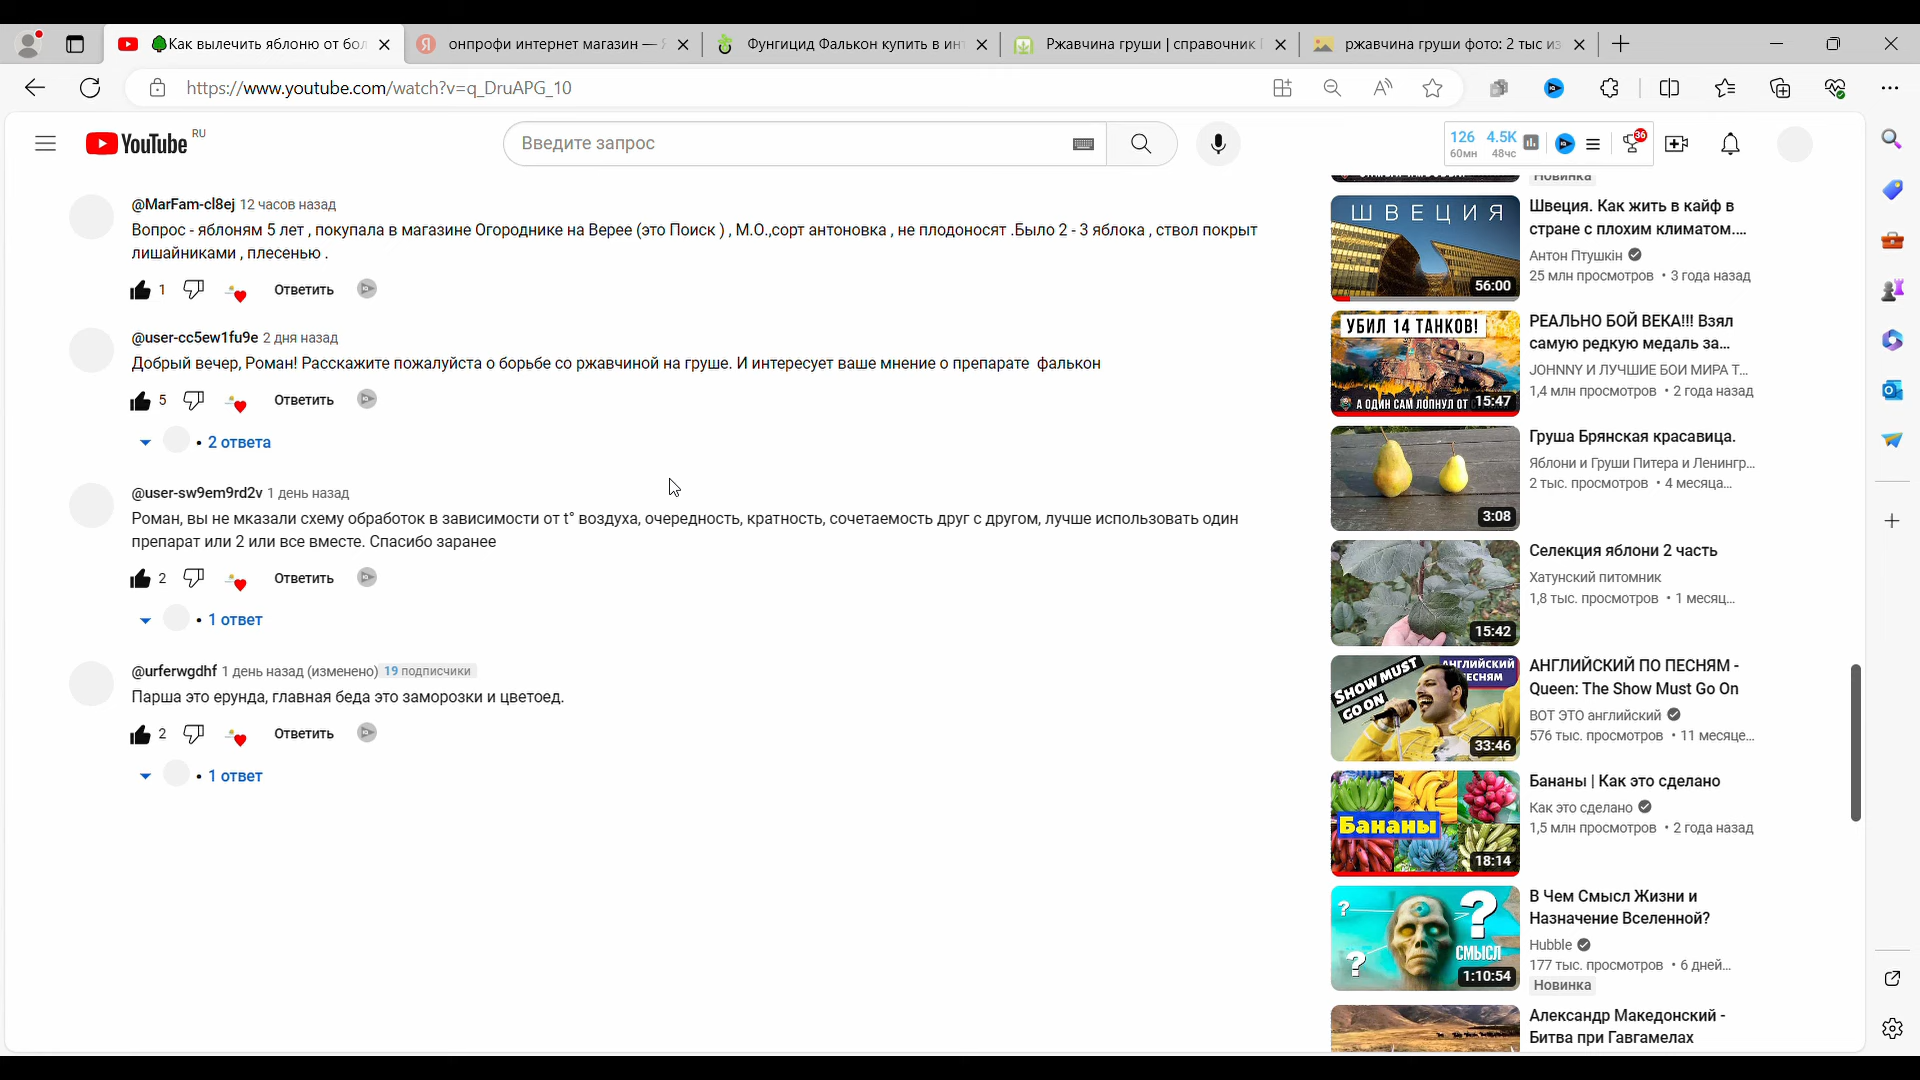 Как вылечить яблоню от бол
онпрофи интернет магазин —
Фунгицид Фалькон купить в ин
Ржавчина груши | справочник
ржавчина груши фото: 2 тыс из
https://www.youtube.com/watch?v=q_DruAPG_10
YouTube RU
Введите запрос
126 4.5K 36
60мн 48чс
@MarFam-cl8ej 12 часов назад
Вопрос - яблоням 5 лет , покупала в магазине Огороднике на Верее (это Поиск ) , М.О.,сорт антоновка , не плодоносят .Было 2 - 3 яблока , ствол покрыт
лишайниками , плесенью .
1 Ответить
@user-cc5ew1fu9e 2 дня назад
Добрый вечер, Роман! Расскажите пожалуйста о борьбе со ржавчиной на груше. И интересует ваше мнение о препарате фалькон
5 Ответить
• 2 ответа
@user-sw9em9rd2v 1 день назад
Роман, вы не мказали схему обработок в зависимости от t° воздуха, очередность, кратность, сочетаемость друг с другом, лучше использовать один
препарат или 2 или все вместе. Спасибо заранее
2 Ответить
• 1 ответ
@urferwgdhf 1 день назад (изменено) 19 подписчики
Парша это ерунда, главная беда это заморозки и цветоед.
2 Ответить
• 1 ответ
Новинка
ШВЕЦИЯ
56:00
Швеция. Как жить в кайф в
стране с плохим климатом....
Антон Птушкін
25 млн просмотров • 3 года назад
УБИЛ 14 ТАНКОВ!
А ОДИН САМ ЛОПНУЛ ОТ
15:47
РЕАЛЬНО БОЙ ВЕКА!!! Взял
самую редкую медаль за...
JOHNNY И ЛУЧШИЕ БОИ МИРА Т...
1,4 млн просмотров • 2 года назад
3:08
Груша Брянская красавица.
Яблони и Груши Питера и Ленингр...
2 тыс. просмотров • 4 месяца...
15:42
Селекция яблони 2 часть
Хатунский питомник
1,8 тыс. просмотров • 1 месяц...
SHOW MUST
GO ON
АНГЛИЙСКИЙ
33:46
АНГЛИЙСКИЙ ПО ПЕСНЯМ -
Queen: The Show Must Go On
ВОТ ЭТО английский
576 тыс. просмотров • 11 месяце...
Бананы
18:14
Бананы | Как это сделано
Как это сделано
1,5 млн просмотров • 2 года назад
? ?
СМЫСЛ
?
1:10:54
В Чем Смысл Жизни и
Назначение Вселенной?
Hubble
177 тыс. просмотров • 6 дней...
Новинка
Александр Македонский -
Битва при Гавгамелах